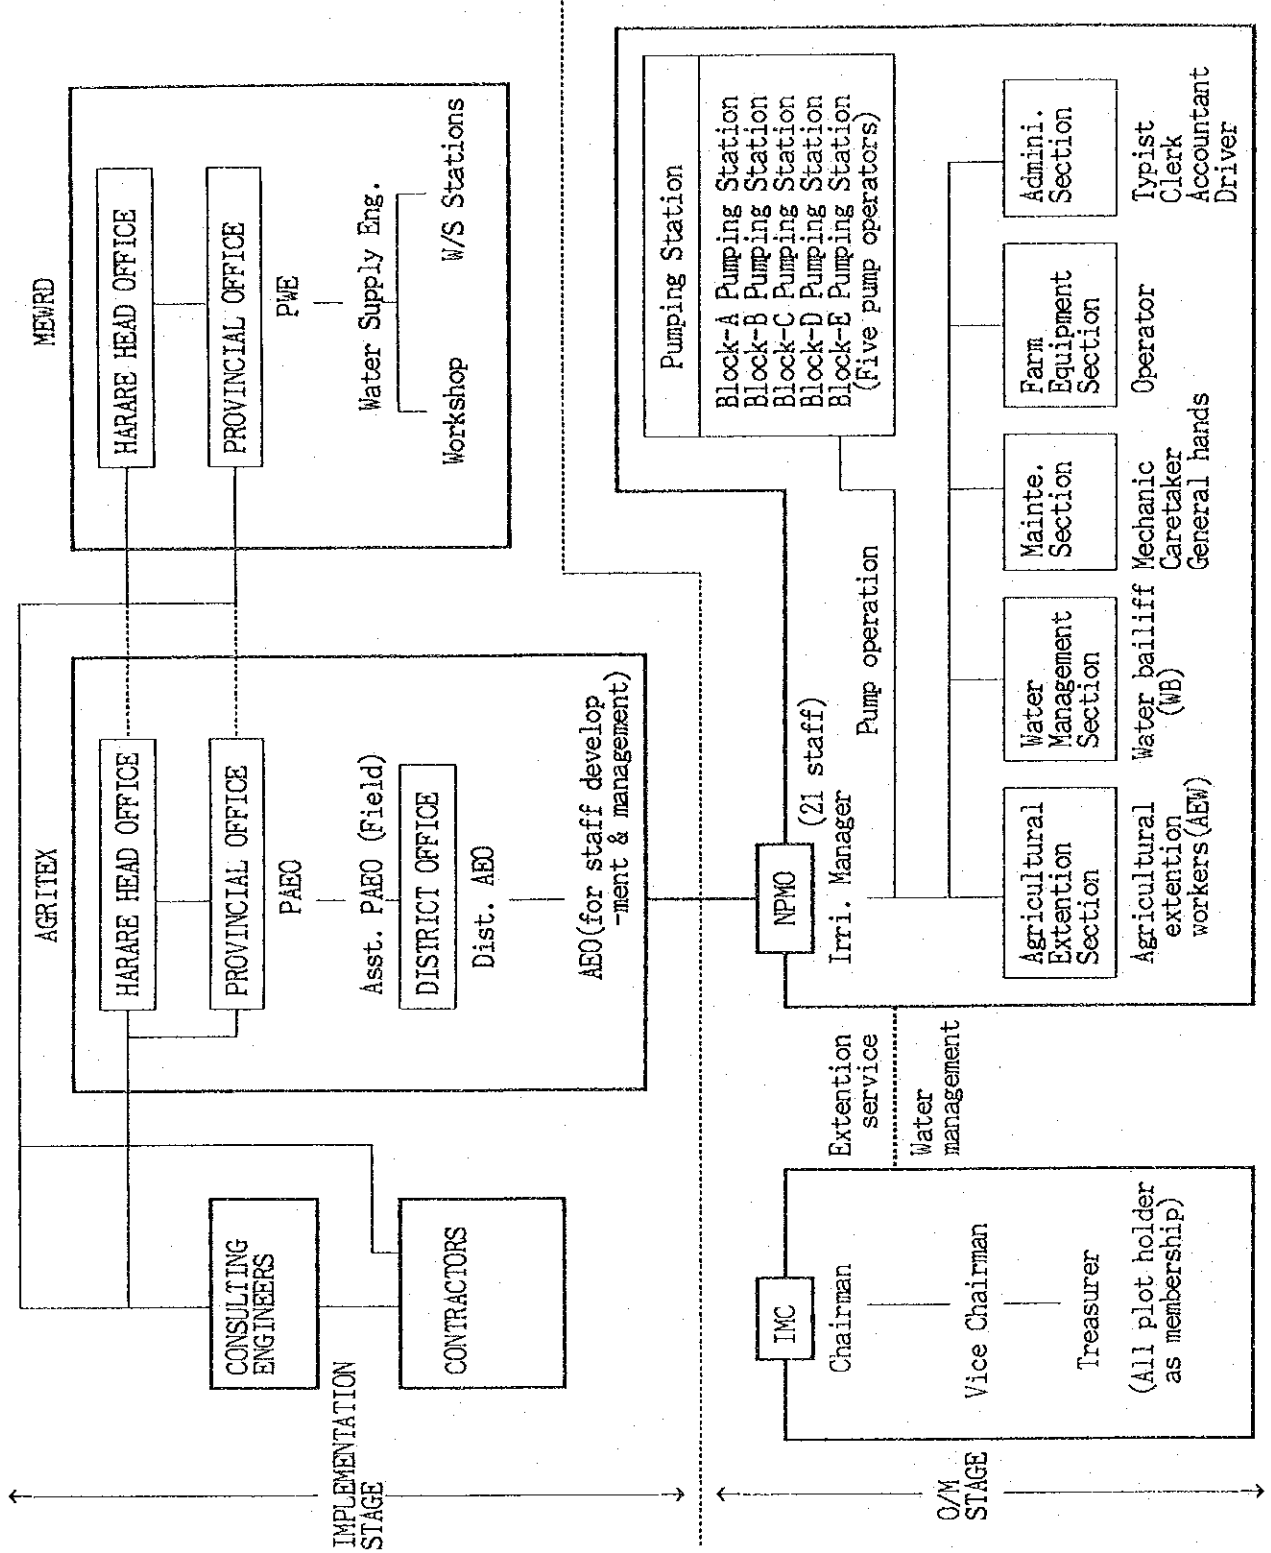 IMPLEMENTATION
STAGE
CONSULTING
ENGINEERS
CONTRACTORS
AGRITEX
HARARE HEAD OFFICE
PROVINCIAL OFFICE
PAEO
Asst. PAEO (Field)
DISTRICT OFFICE
Dist. AEO
AEO(for staff develop
-ment & management)
MEWRD
HARARE HEAD OFFICE
PROVINCIAL OFFICE
PWE
Water Supply Eng.
Workshop
W/S Stations
O/M
STAGE
IMC
Chairman
Vice Chairman
Treasurer
(All plot holder
as membership)
Extention
service
Water
management
NPMO
(21 staff)
Irri. Manager
Pump operation
Pumping Station
Block-A Pumping Station
Block-B Pumping Station
Block-C Pumping Station
Block-D Pumping Station
Block-E Pumping Station
(Five pump operators)
Agricultural
Extention
Section
Agricultural
extention
workers(AEW)
Water
Management
Section
Water bailiff
(WB)
Mainte.
Section
Mechanic
Caretaker
General hands
Farm
Equipment
Section
Operator
Admini.
Section
Typist
Clerk
Accountant
Driver